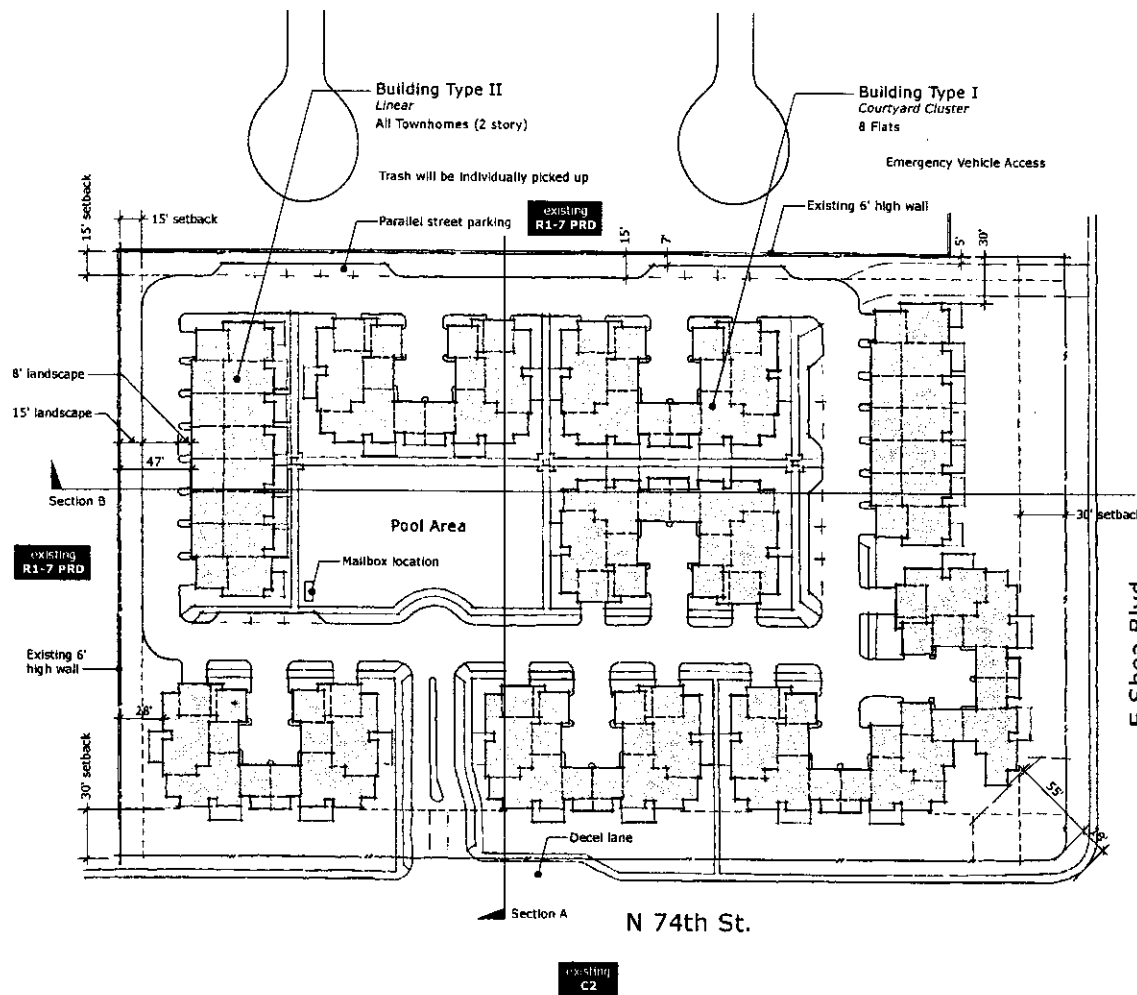 Building Type II
Linear
All Townhomes (2 story)
Building Type I
Courtyard Cluster
8 Flats
Emergency Vehicle Access
Trash will be individually picked up
existing
R1-7 PRD
Existing 6' high wall
Parallel street parking
15' setback
15' setback
15'
7'
5'
30'
8' landscape
15' landscape
47'
Section B
existing
R1-7 PRD
Pool Area
Mailbox location
30' setback
Existing 6'
high wall
28'
30' setback
E Shea Blvd
55'
Decel lane
Section A
N 74th St.
existing
C2